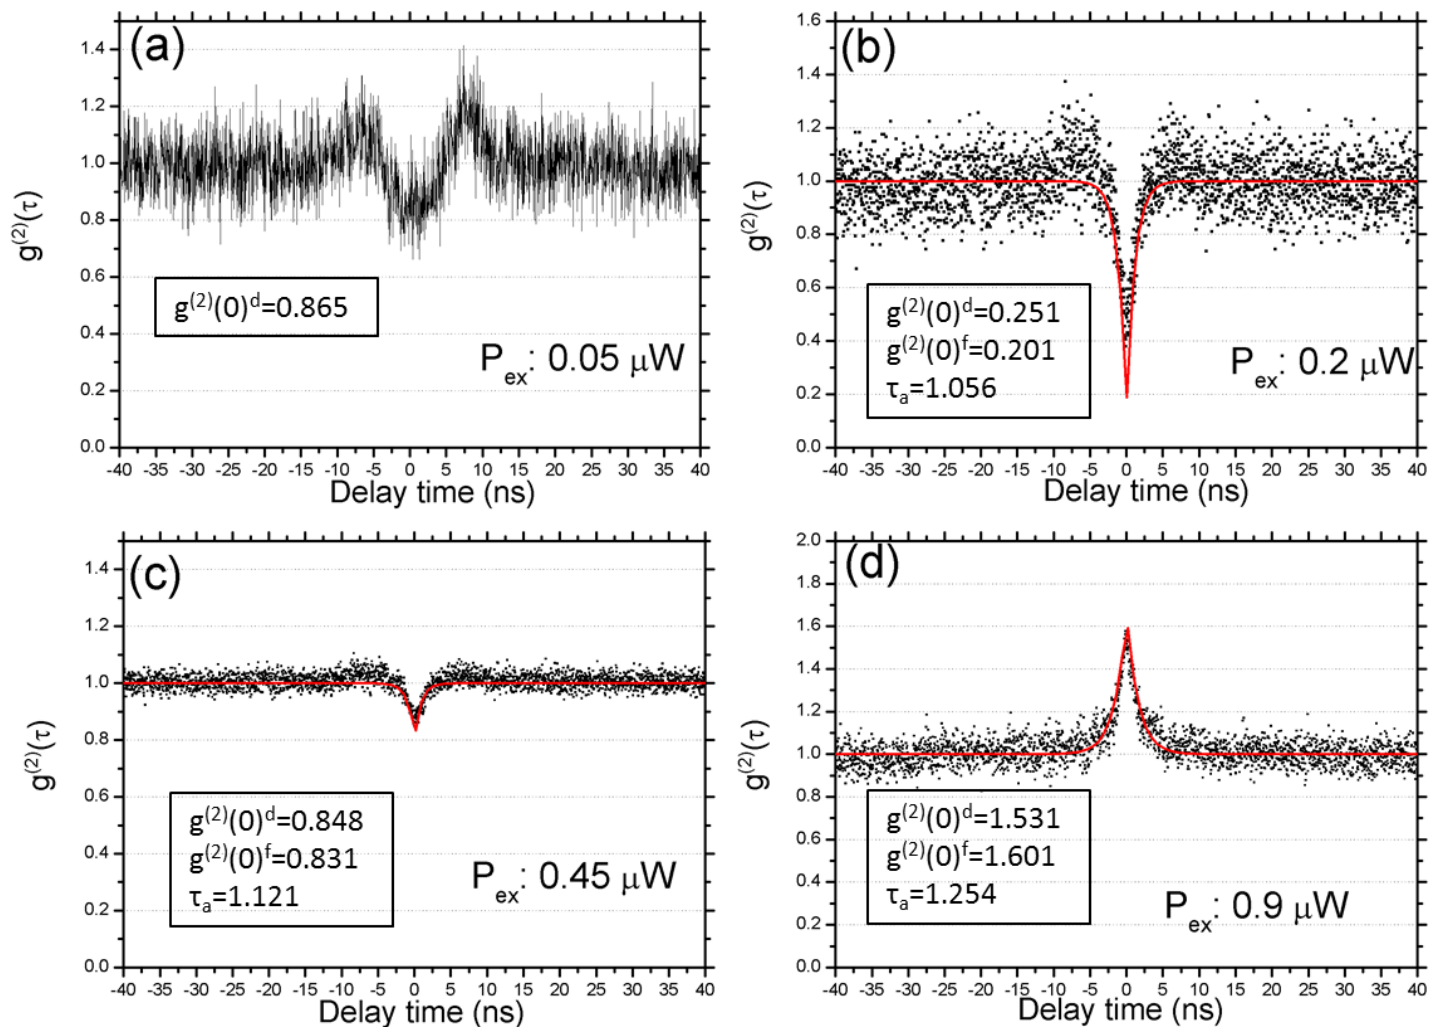 (a)
1.4
1.2
1.0
0.8
0.6
0.4
0.2
0.0
g⁽²⁾(τ)
g⁽²⁾(0)ᵈ=0.865
Pₑₓ: 0.05 μW
-40 -35 -30 -25 -20 -15 -10 -5 0 5 10 15 20 25 30 35 40
Delay time (ns)
(b)
1.6
1.4
1.2
1.0
0.8
0.6
0.4
0.2
0.0
g⁽²⁾(τ)
g⁽²⁾(0)ᵈ=0.251
g⁽²⁾(0)ᶠ=0.201
τₐ=1.056
Pₑₓ: 0.2 μW
-40 -35 -30 -25 -20 -15 -10 -5 0 5 10 15 20 25 30 35 40
Delay time (ns)
(c)
1.4
1.2
1.0
0.8
0.6
0.4
0.2
0.0
g⁽²⁾(τ)
g⁽²⁾(0)ᵈ=0.848
g⁽²⁾(0)ᶠ=0.831
τₐ=1.121
Pₑₓ: 0.45 μW
-40 -35 -30 -25 -20 -15 -10 -5 0 5 10 15 20 25 30 35 40
Delay time (ns)
(d)
2.0
1.8
1.6
1.4
1.2
1.0
0.8
0.6
0.4
0.2
0.0
g⁽²⁾(τ)
g⁽²⁾(0)ᵈ=1.531
g⁽²⁾(0)ᶠ=1.601
τₐ=1.254
Pₑₓ: 0.9 μW
-40 -35 -30 -25 -20 -15 -10 -5 0 5 10 15 20 25 30 35 40
Delay time (ns)